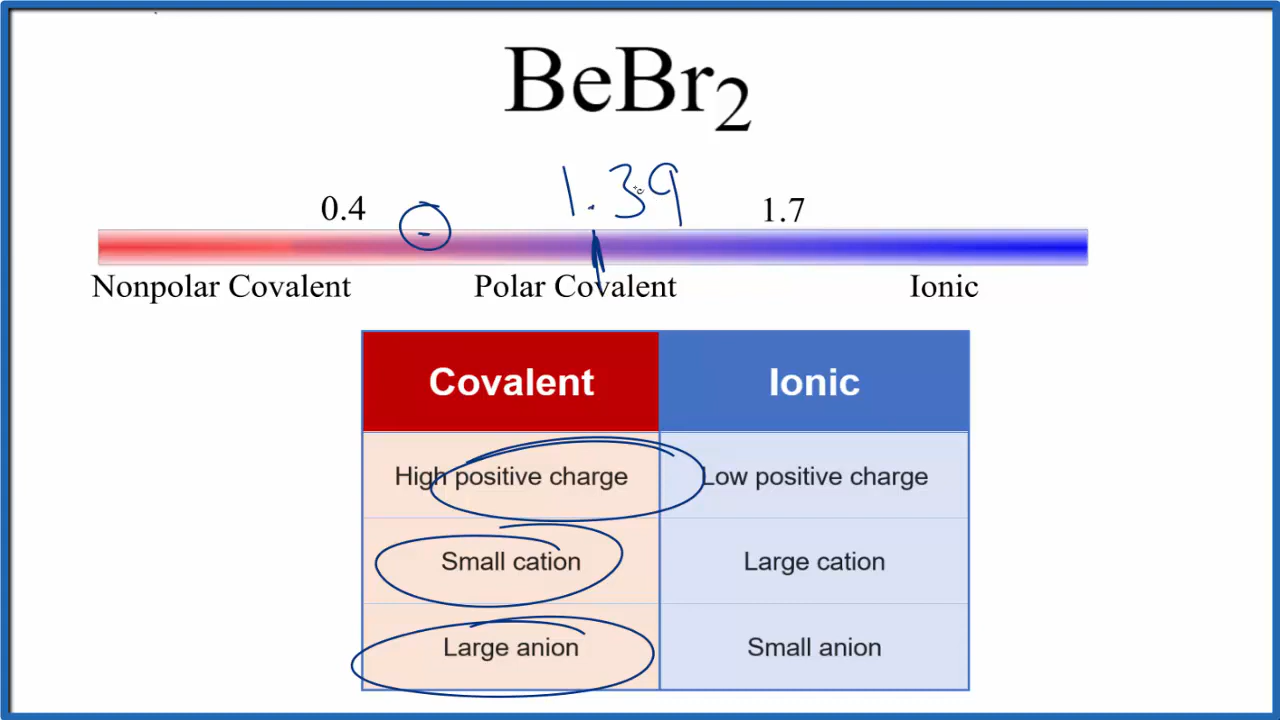 BeBr2
1.39
0.4
1.7
Nonpolar Covalent
Polar Covalent
Ionic
Covalent
Ionic
High positive charge
Low positive charge
Small cation
Large cation
Large anion
Small anion